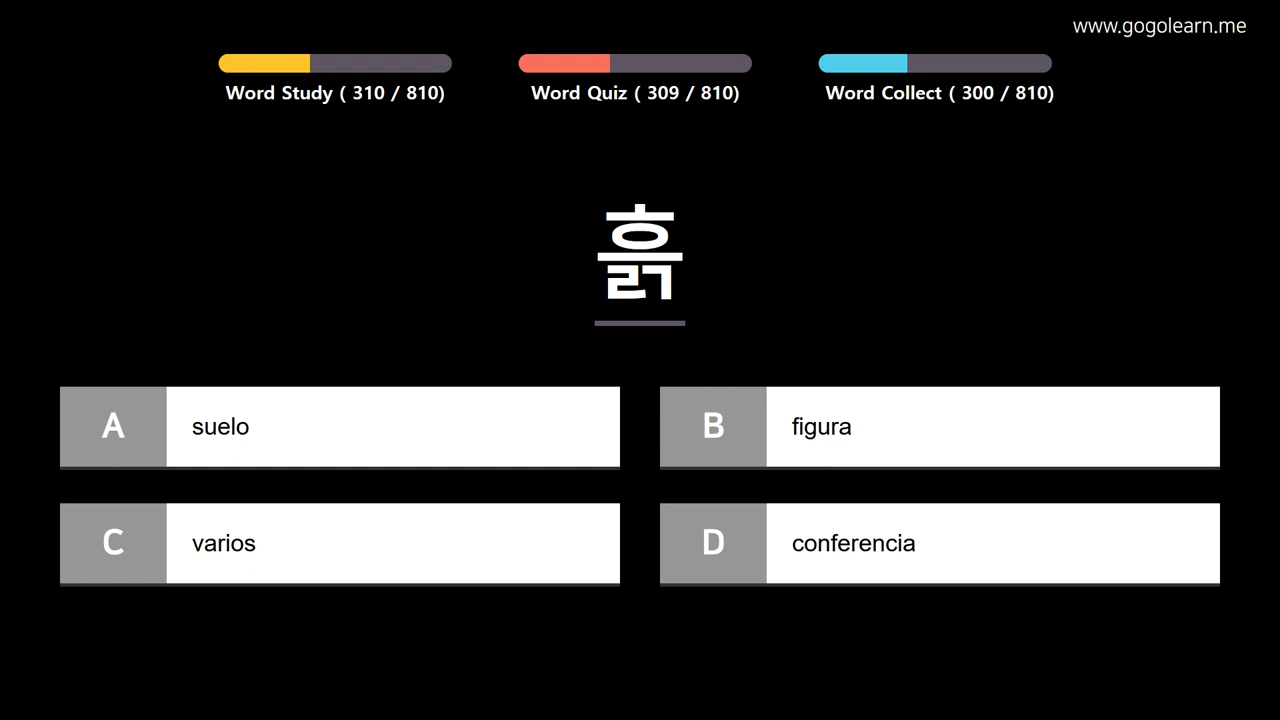 www.gogolearn.me
Word Study ( 310 / 810)
Word Quiz ( 309 / 810)
Word Collect ( 300 / 810)
흙
A suelo
B figura
C varios
D conferencia